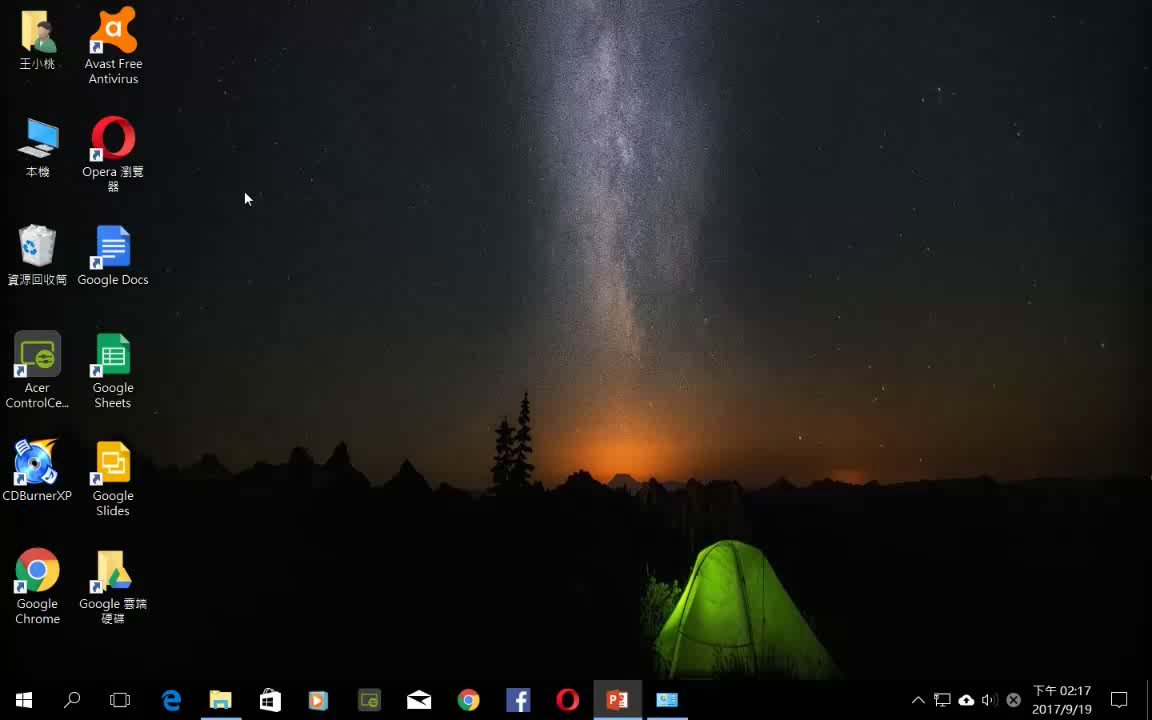 王小桃
Avast Free
Antivirus
本機
Opera 瀏覽
器
資源回收筒
Google Docs
Acer
ControlCe...
Google
Sheets
CDBurnerXP
Google
Slides
Google
Chrome
Google 雲端
硬碟
下午 02:17
2017/9/19